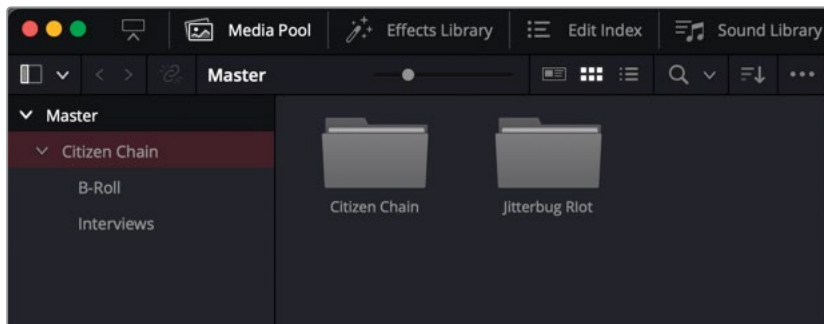 Media Pool Effects Library Edit Index Sound Library
Master
Master
Citizen Chain
B-Roll
Interviews
Citizen Chain Jitterbug RIot